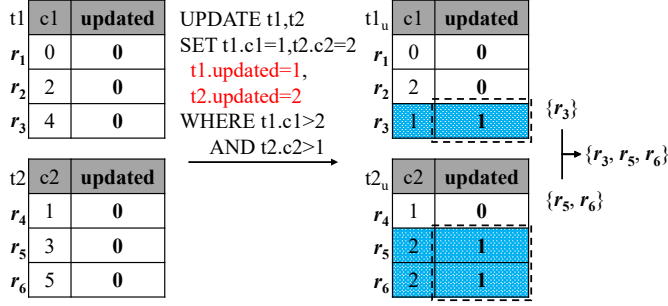 t1 c1 updated
r1 0 0
r2 2 0
r3 4 0
t2 c2 updated
r4 1 0
r5 3 0
r6 5 0
UPDATE t1,t2
SET t1.c1=1,t2.c2=2
t1.updated=1,
t2.updated=2
WHERE t1.c1>2
AND t2.c2>1
t1u c1 updated
0 0
r1
2 0
r2
1 1
r3
t2u c2 updated
r4 1 0
r5 2 1
r6 2 1
{r3}
{r3, r5, r6}
{r5, r6}